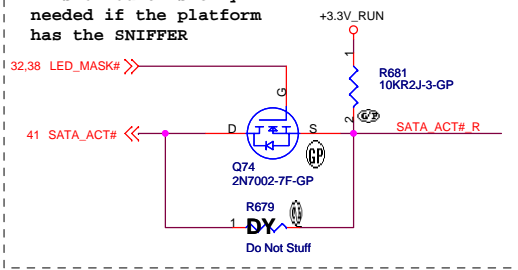 needed if the platform
has the SNIFFER
+3.3V_RUN
32,38 LED_MASK#
1
R681
10KR2J-3-GP
G
2
GP
41 SATA_ACT#
D
S
SATA_ACT#_R
GP
Q74
2N7002-7F-GP
R679
1
DY
Do Not Stuff